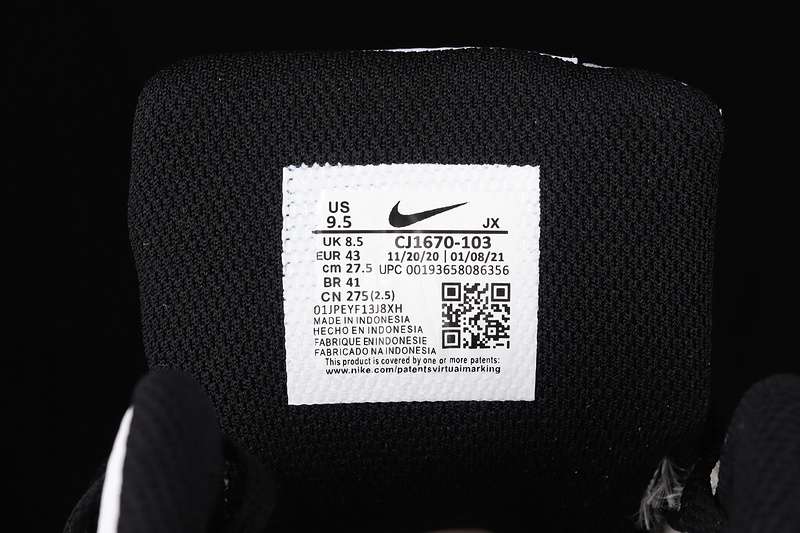 US
9.5
JX
UK 8.5
CJ1670-103
EUR 43
11/20/20 | 01/08/21
cm 27.5
UPC 00193658086356
BR 41
CN 275 (2.5)
01JPEYF13J8XH
MADE IN INDONESIA
HECHO EN INDONESIA
FABRIQUE EN INDONESIE
FABRICADO NA INDONESIA
This product is covered by one or more patents:
www.nike.com/patentsvirtuaimarking